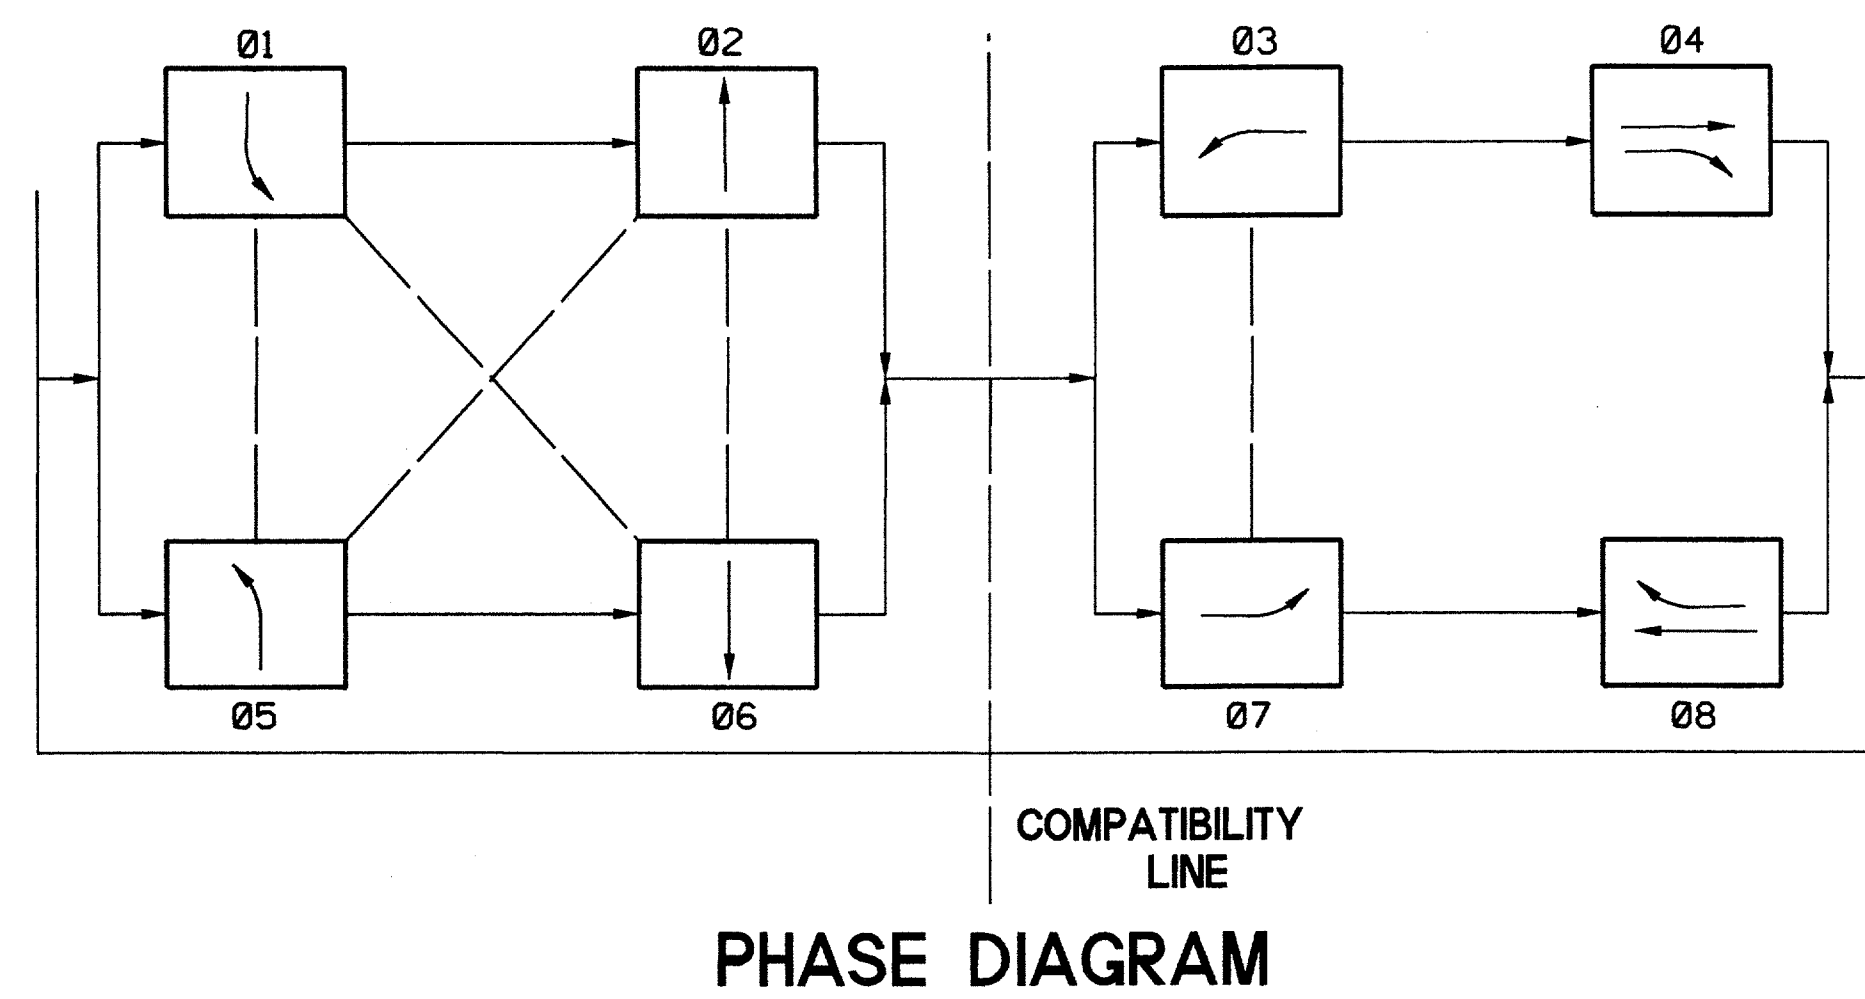 Ø1
Ø2
Ø3
Ø4
Ø5
Ø6
Ø7
Ø8
COMPATIBILITY
LINE
PHASE DIAGRAM